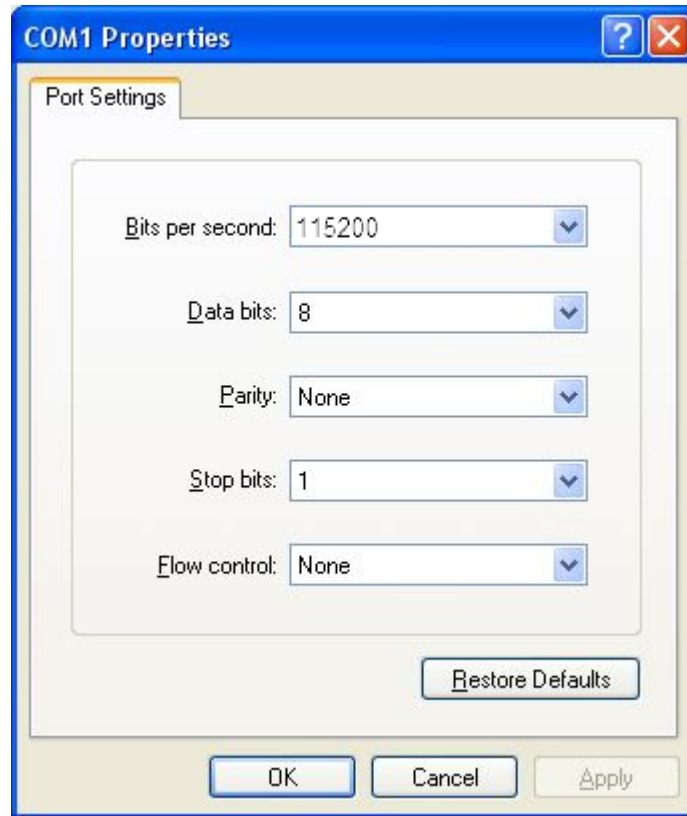 COM1 Properties
Port Settings
Bits per second: 115200
Data bits: 8
Parity: None
Stop bits: 1
Flow control: None
Restore Defaults
OK Cancel Apply